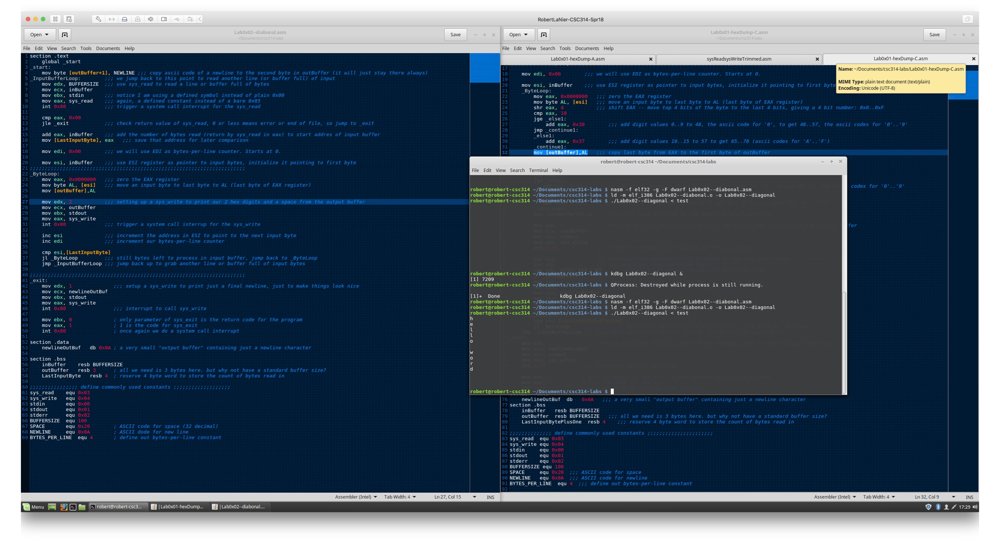 RobertLaNier-CSC314-Spr18
Open
Lab0x02--diabonal.asm
~/Documents/csc314-labs
Save
File Edit View Search Tools Documents Help
1 section .text
2 global _start
3 _start:
4 mov byte [outBuffer+1], NEWLINE ;;; copy ascii code of a newline to the second byte in outBuffer (it will just stay there always)
5 _InputBufferLoop: ;;; we jump back to this point to read another line (or buffer full) of input
6 mov edx, BUFFERSIZE ;;; use sys_read to read a line or buffer full of bytes
7 mov ecx, inBuffer
8 mov ebx, stdin ;;; notice I am using a defined symbol instead of plain 0x00
9 mov eax, sys_read ;;; again, a defined constant instead of a bare 0x03
10 int 0x80 ;;; trigger a system call interrupt for the sys_read
11
12 cmp eax, 0x00
13 jle _exit ;;; check return value of sys_read, 0 or less means error or end of file, so jump to _exit
14
15 add eax, inBuffer ;;; add the number of bytes read (return by sys_read in eax) to start addres of input buffer
16 mov [LastInputByte], eax ;;; save that address for later comparison
17
18 mov edi, 0x00 ;;; we will use EDI as bytes-per-line counter. Starts at 0.
19
20 mov esi, inBuffer ;;; use ESI register as pointer to input bytes, initialize it pointing to first byte
21 ;;;;;;;;;;;;;;;;;;;;;;;;;;;;;;;;;;;;;;;;;;;;;;;;;;;;;;;;;;;;;;;;;;;;;;;;
22 _ByteLoop:
23 mov eax, 0x0000000 ;;; zero the EAX register
24 mov byte AL, [esi] ;;; move an input byte to last byte to AL (last byte of EAX register)
25 mov [outBuffer],AL
26
27 mov edx, 2 ;;; setting up a sys_write to print our 2 hex digits and a space from the output buffer
28 mov ecx, outBuffer
29 mov ebx, stdout
30 mov eax, sys_write
31 int 0x80 ;;; trigger a system call interrup for the sys_write
32
33 inc esi ;;; increment the address in ESI to point to the next input byte
34 inc edi ;;; increment our bytes-per-line counter
35
36 cmp esi,[LastInputByte]
37 jl _ByteLoop ;;; still bytes left to process in input buffer, jump back to _ByteLoop
38 jmp _InputBufferLoop ;;; jump back up to grab another line or buffer full of input bytes
39
40 ;;;;;;;;;;;;;;;;;;;;;;;;;;;;;;;;;;;;;;;;;;;;;;;;;;;;;;;;;;;;;;;;;;;;;;;;
41 _exit:
42 mov edx, 1 ;;; setup a sys_write to print just a final newline, just to make things look nice
43 mov ecx, newlineOutBuf
44 mov ebx, stdout
45 mov eax, sys_write
46 int 0x80 ;;; interrupt to call sys_write
47
48 mov ebx, 0 ; only parameter of sys_exit is the return code for the program
49 mov eax, 1 ; 1 is the code for sys_exit
50 int 0x80 ; once again we do a system call interrupt
51
52 section .data
53 newlineOutBuf db 0x0A ; a very small "output buffer" containing just a newline character
54
55 section .bss
56 inBuffer resb BUFFERSIZE
57 outBuffer resb 3 ; all we need is 3 bytes here. but why not have a standard buffer size?
58 LastInputByte resb 4 ; reserve 4 byte word to store the count of bytes read in
59
60 ;;;;;;;;;;;;;;;; define commonly used constants ;;;;;;;;;;;;;;;;;;;
61 sys_read equ 0x03
62 sys_write equ 0x04
63 stdin equ 0x00
64 stdout equ 0x01
65 stderr equ 0x02
66 BUFFERSIZE equ 100
67 SPACE equ 0x20 ; ASCII code for space (32 decimal)
68 NEWLINE equ 0x0A ; ASCII dode for new line
69 BYTES_PER_LINE equ 4 ; define out bytes-per-line constant
Assembler (Intel) Tab Width: 4 Ln 27, Col 15 INS
Open
Lab0x01-hexDump-C.asm
~/Documents/csc314-labs
Save
File Edit View Search Tools Documents Help
Lab0x01-hexDump-A.asm sysReadsysWriteTrimmed.asm Lab0x01-hexDump-C.asm
Name: ~/Documents/csc314-labs/Lab0x01-hexDump-C.asm
MIME Type: plain text document (text/plain)
Encoding: Unicode (UTF-8)
17
18 mov edi, 0x00 ;;; we will use EDI as bytes-per-line counter. Starts at 0.
19
20 mov esi, inBuffer ;;; use ESI register as pointer to input bytes, initialize it pointing to first byte
21 _ByteLoop:
22 mov eax, 0x0000000 ;;; zero the EAX register
23 mov byte AL, [esi] ;;; move an input byte to last byte to AL (last byte of EAX register)
24 shr eax, 4 ;;; shift EAX -- move top 4 bits of the byte to the last 4 bits, giving a 4 bit number: 0x0..0xF
25 cmp eax, 10
26 jge _else1:
27 add eax, 0x30 ;;; add digit values 0..9 to 48, the ascii code for '0', to get 48..57, the ascii codes for '0'..'9'
28 jmp _continue1:
29 _else1:
30 add eax, 0x37 ;;; add digit values 10..15 to 57 to get 65..70 (ascii codes for 'A'..'F')
31 _continue1:
32 mov [outBuffer],AL ;;; copy last byte from EAX to the first byte of outBuffer
codes for '0'..'9'
fer
robert@robert-csc314 ~/Documents/csc314-labs
File Edit View Search Terminal Help
robert@robert-csc314 ~/Documents/csc314-labs $ nasm -f elf32 -g -F dwarf Lab0x02--diabonal.asm
robert@robert-csc314 ~/Documents/csc314-labs $ ld -m elf_i386 Lab0x02--diabonal.o -o Lab0x02--diagonal
robert@robert-csc314 ~/Documents/csc314-labs $ ./Lab0x02--diagonal < test
robert@robert-csc314 ~/Documents/csc314-labs $ kdbg Lab0x02--diagonal &
[1] 7209
robert@robert-csc314 ~/Documents/csc314-labs $ QProcess: Destroyed while process is still running.
[1]+ Done kdbg Lab0x02--diagonal
robert@robert-csc314 ~/Documents/csc314-labs $ nasm -f elf32 -g -F dwarf Lab0x02--diabonal.asm
robert@robert-csc314 ~/Documents/csc314-labs $ ld -m elf_i386 Lab0x02--diabonal.o -o Lab0x02--diagonal
robert@robert-csc314 ~/Documents/csc314-labs $ ./Lab0x02--diagonal < test
h
e
l
l
o
w
o
r
d
robert@robert-csc314 ~/Documents/csc314-labs $
76 newlineOutBuf db 0x0A ;;; a very small "output buffer" containing just a newline character
77 section .bss
78 inBuffer resb BUFFERSIZE
79 outBuffer resb BUFFERSIZE ;;; all we need is 3 bytes here. but why not have a standard buffer size?
80 LastInputBytePlusOne resb 4 ;;; reserve 4 byte word to store the count of bytes read in
81
82 ;;;;;;;;;;;;;; define commonly used constants ;;;;;;;;;;;;;;;;;;;;;;
83 sys_read equ 0x03
84 sys_write equ 0x04
85 stdin equ 0x00
86 stdout equ 0x01
87 stderr equ 0x02
88 BUFFERSIZE equ 100
89 SPACE equ 0x20 ;;; ASCII code for space
90 NEWLINE equ 0x0A ;;; ASCII code for newline
91 BYTES_PER_LINE equ 4 ;;; define out bytes-per-line constant
92
Assembler (Intel) Tab Width: 4 Ln 32, Col 9 INS
Menu robert@robert-csc3... Lab0x01-hexDump... Lab0x02--diabonal.... 17:29